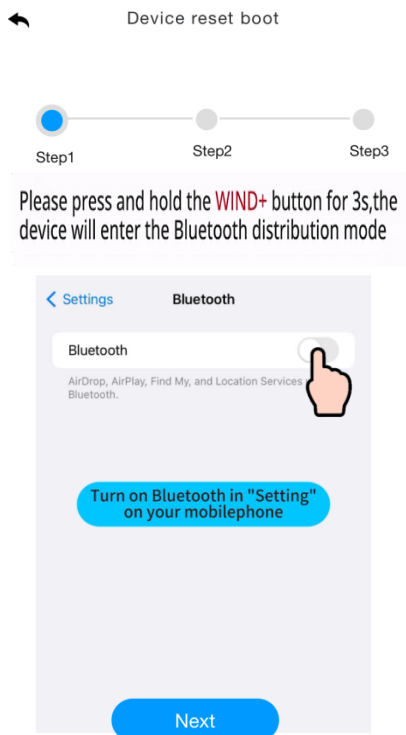 Device reset boot
Step1 Step2 Step3
Please press and hold the WIND+ button for 3s,the
device will enter the Bluetooth distribution mode
Settings Bluetooth
Bluetooth
AirDrop, AirPlay, Find My, and Location Services
Bluetooth.
Turn on Bluetooth in "Setting"
on your mobilephone
Next